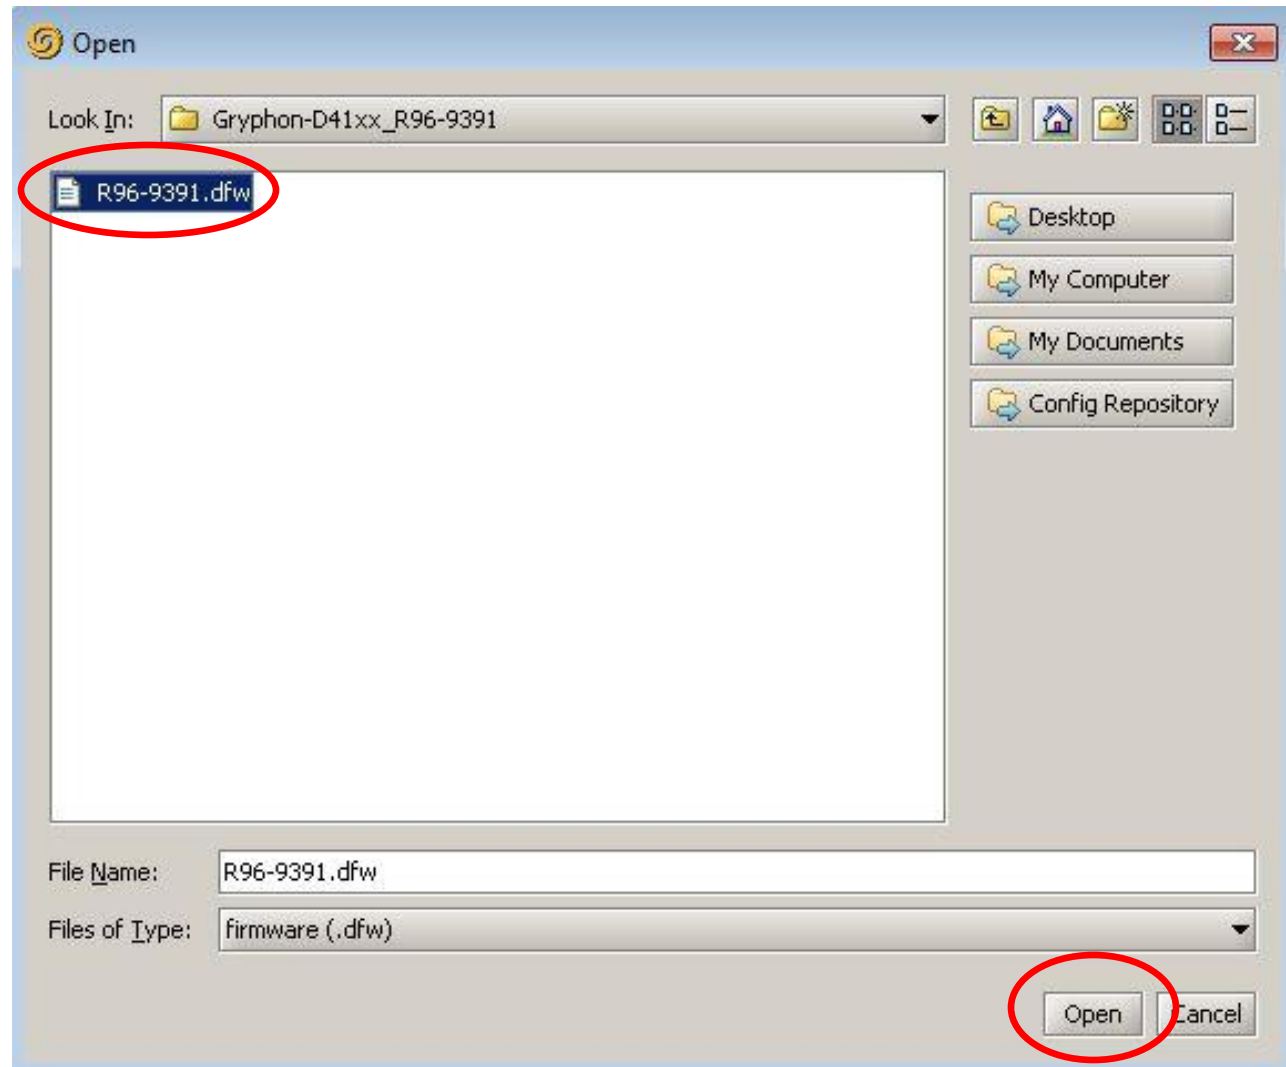 Open
Look In: Gryphon-D41xx_R96-9391
R96-9391.dfw
Desktop
My Computer
My Documents
Config Repository
File Name: R96-9391.dfw
Files of Type: firmware (.dfw)
Open Cancel